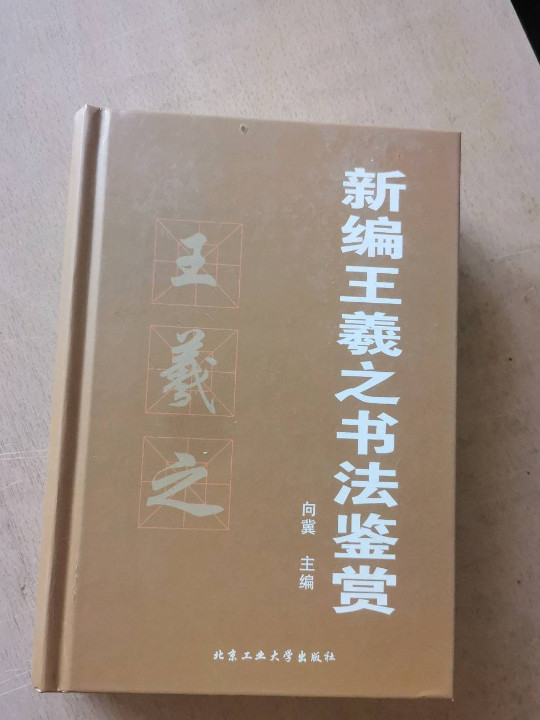 新编王羲之书法鉴赏
王羲之
向冀 主编
北京工业大学出版社